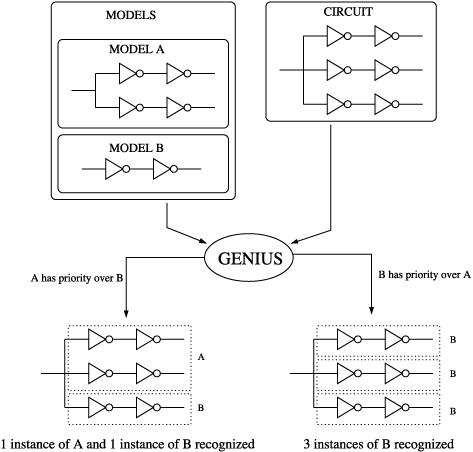 MODELS
CIRCUIT
MODEL A
MODEL B
GENIUS
A has priority over B
B has priority over A
A
B
B
B
B
1 instance of A and 1 instance of B recognized
3 instances of B recognized